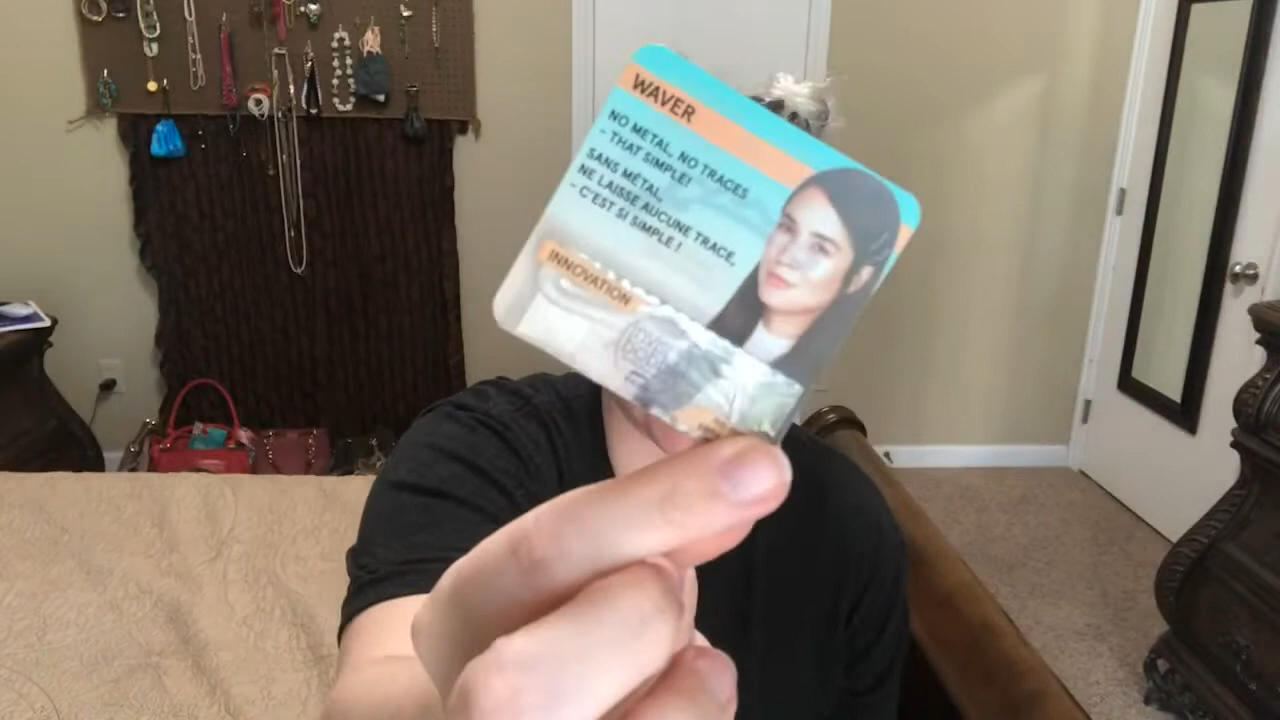 WAVER
NO METAL, NO TRACES
- THAT SIMPLE!
SANS MÉTAL,
NE LAISSE AUCUNE TRACE,
- C'EST SI SIMPLE !
INNOVATION